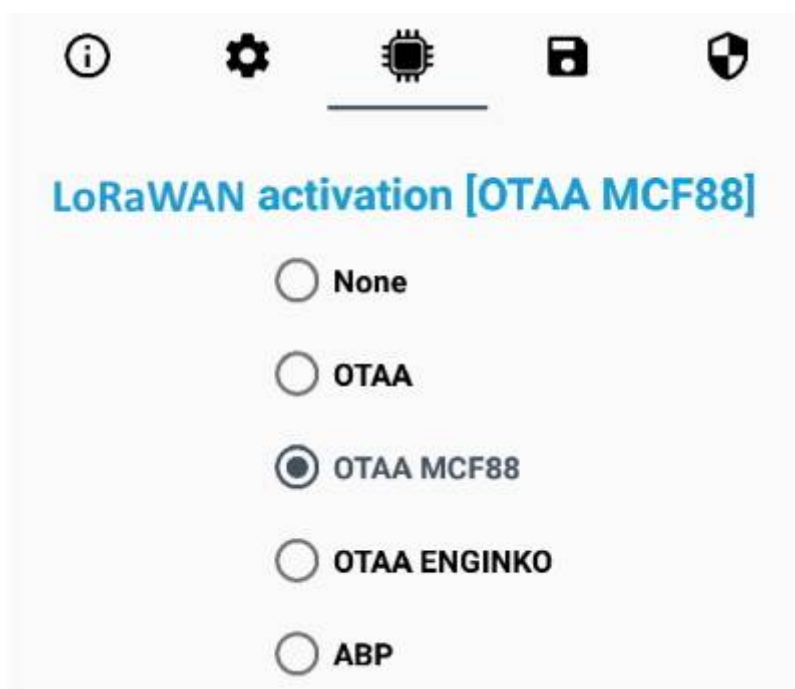 LoRaWAN activation [OTAA MCF88]
None
OTAA
OTAA MCF88
OTAA ENGINKO
ABP